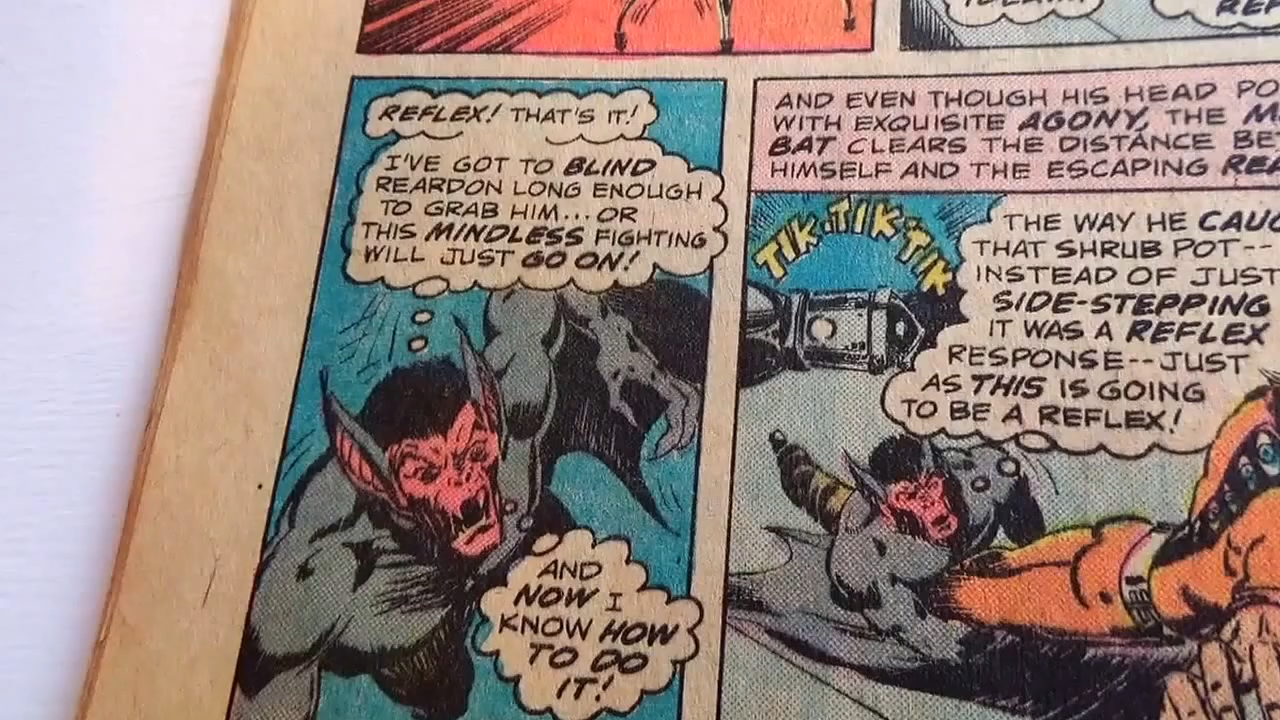 REFLEX! THAT'S IT!
I'VE GOT TO BLIND
REARDON LONG ENOUGH
TO GRAB HIM... OR
THIS MINDLESS FIGHTING
WILL JUST GO ON!
AND
NOW I
KNOW HOW
TO DO
IT!
AND EVEN THOUGH HIS HEAD
WITH EXQUISITE AGONY, THE
BAT CLEARS THE DISTANCE
HIMSELF AND THE ESCAPING
TIK-TIK-TIK
THE WAY HE
THAT SHRUB POT--
INSTEAD OF JUST
SIDE-STEPPING
IT WAS A REFLEX
RESPONSE--JUST
AS THIS IS GOING
TO BE A REFLEX!